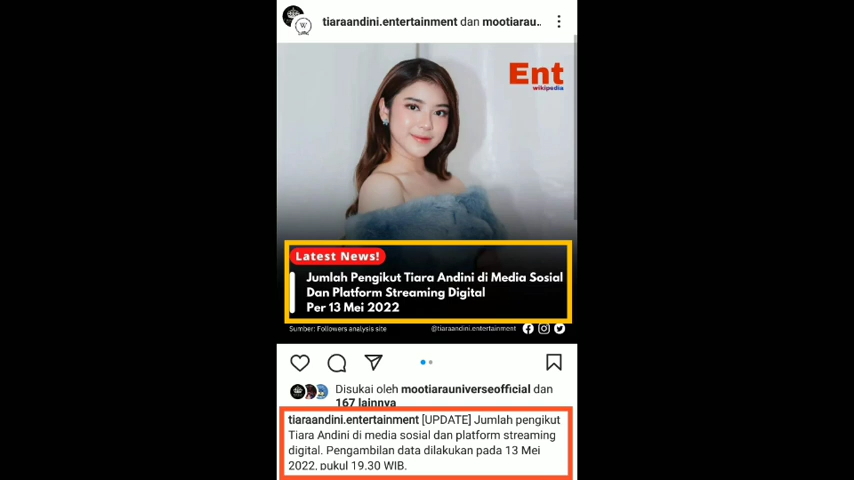 tiaraandini.entertainment dan mootiarau..
W
Ent
wikipedia
Latest News!
Jumlah Pengikut Tiara Andini di Media Sosial
Dan Platform Streaming Digital
Per 13 Mei 2022
Sumber: Followers analysis site
@tiaraandini.entertainment
Disukai oleh mootiarauniverseofficial dan
167 lainnya
tiaraandini.entertainment [UPDATE] Jumlah pengikut
Tiara Andini di media sosial dan platform streaming
digital. Pengambilan data dilakukan pada 13 Mei
2022, pukul 19.30 WIB.